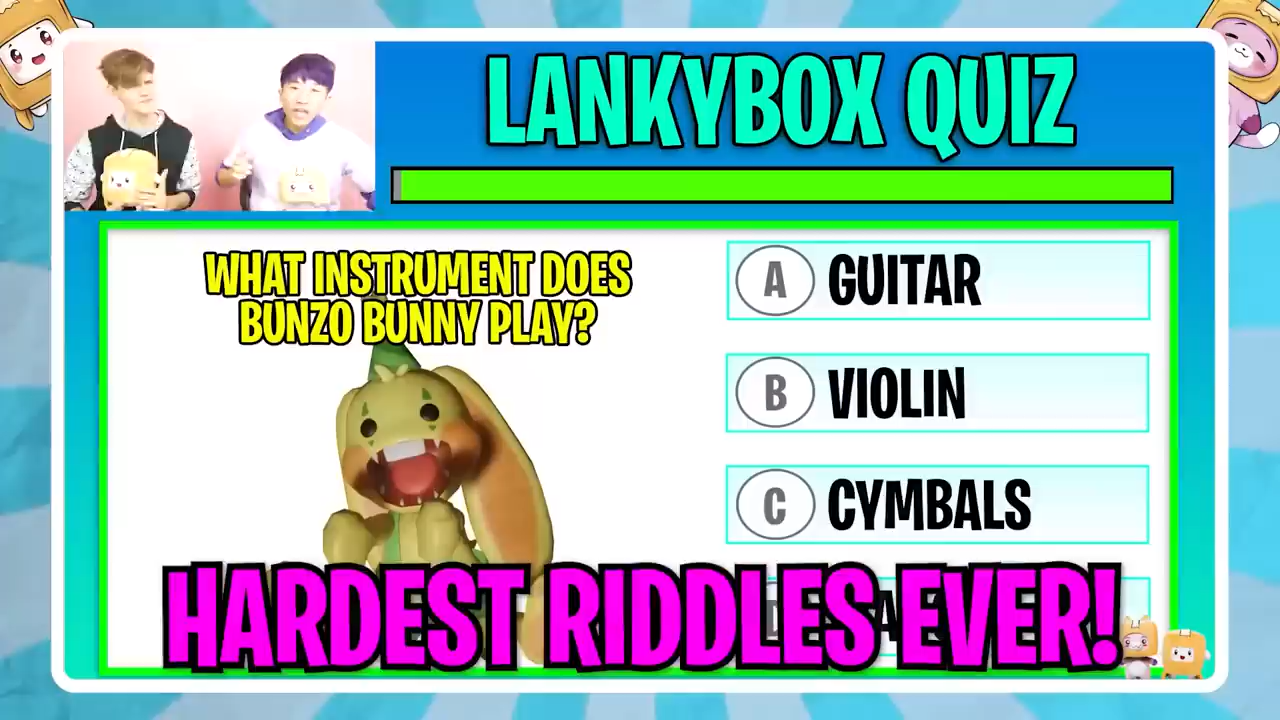 LANKYBOX QUIZ
WHAT INSTRUMENT DOES
BUNZO BUNNY PLAY?
A GUITAR
B VIOLIN
C CYMBALS
HARDEST RIDDLES EVER!